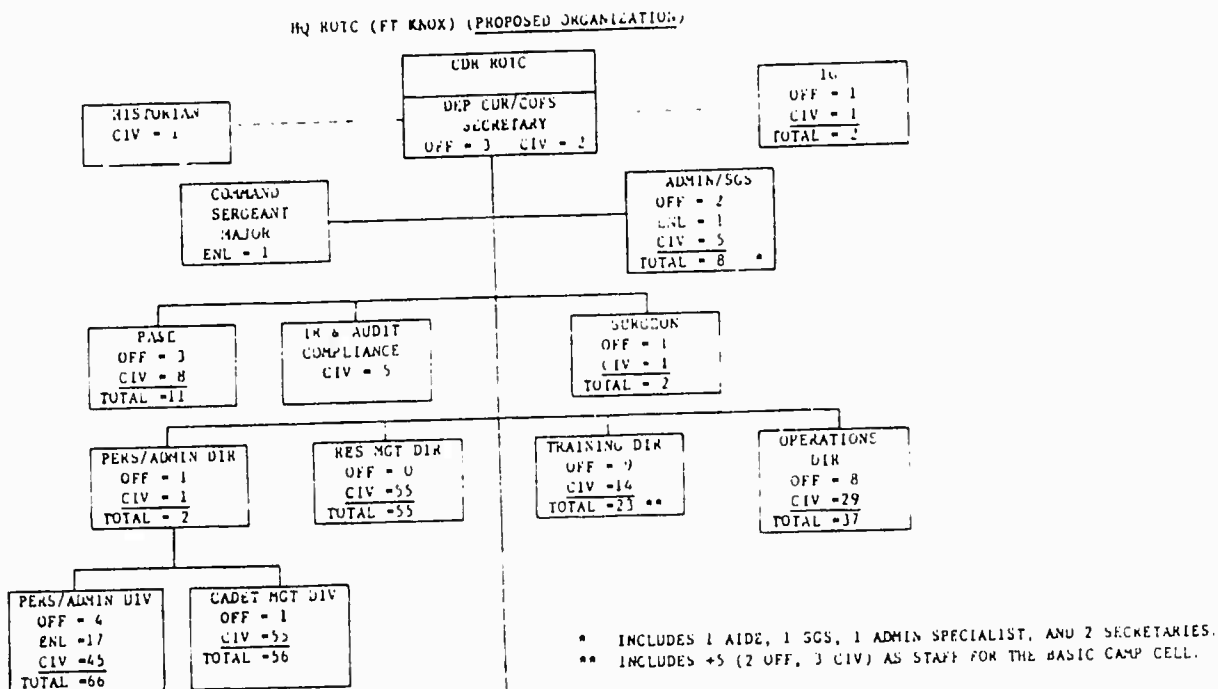 HQ ROTC (FT KNOX) (PROPOSED ORGANIZATION)
CDR ROTC
DEP CDR/COFS
SECRETARY
OFF = 3 CIV = 2
HISTORIAN
CIV = 1
IG
OFF = 1
CIV = 1
TOTAL = 2
COMMAND
SERGEANT
MAJOR
ENL = 1
ADMIN/SGS
OFF = 2
ENL = 1
CIV = 5
TOTAL = 8 *
PASE
OFF = 3
CIV = 8
TOTAL =11
IR & AUDIT
COMPLIANCE
CIV = 5
SURGEON
OFF = 1
CIV = 1
TOTAL = 2
PERS/ADMIN DIR
OFF = 1
CIV = 1
TOTAL = 2
RES MGT DIR
OFF = 0
CIV =55
TOTAL =55
TRAINING DIR
OFF = 9
CIV =14
TOTAL =23 **
OPERATIONS
DIR
OFF = 8
CIV =29
TOTAL =37
PERS/ADMIN DIV
OFF = 4
ENL =17
CIV =45
TOTAL =66
CADET MGT DIV
OFF = 1
CIV =55
TOTAL =56
* INCLUDES 1 AIDE, 1 SGS, 1 ADMIN SPECIALIST, AND 2 SECRETARIES.
** INCLUDES +5 (2 OFF, 3 CIV) AS STAFF FOR THE BASIC CAMP CELL.